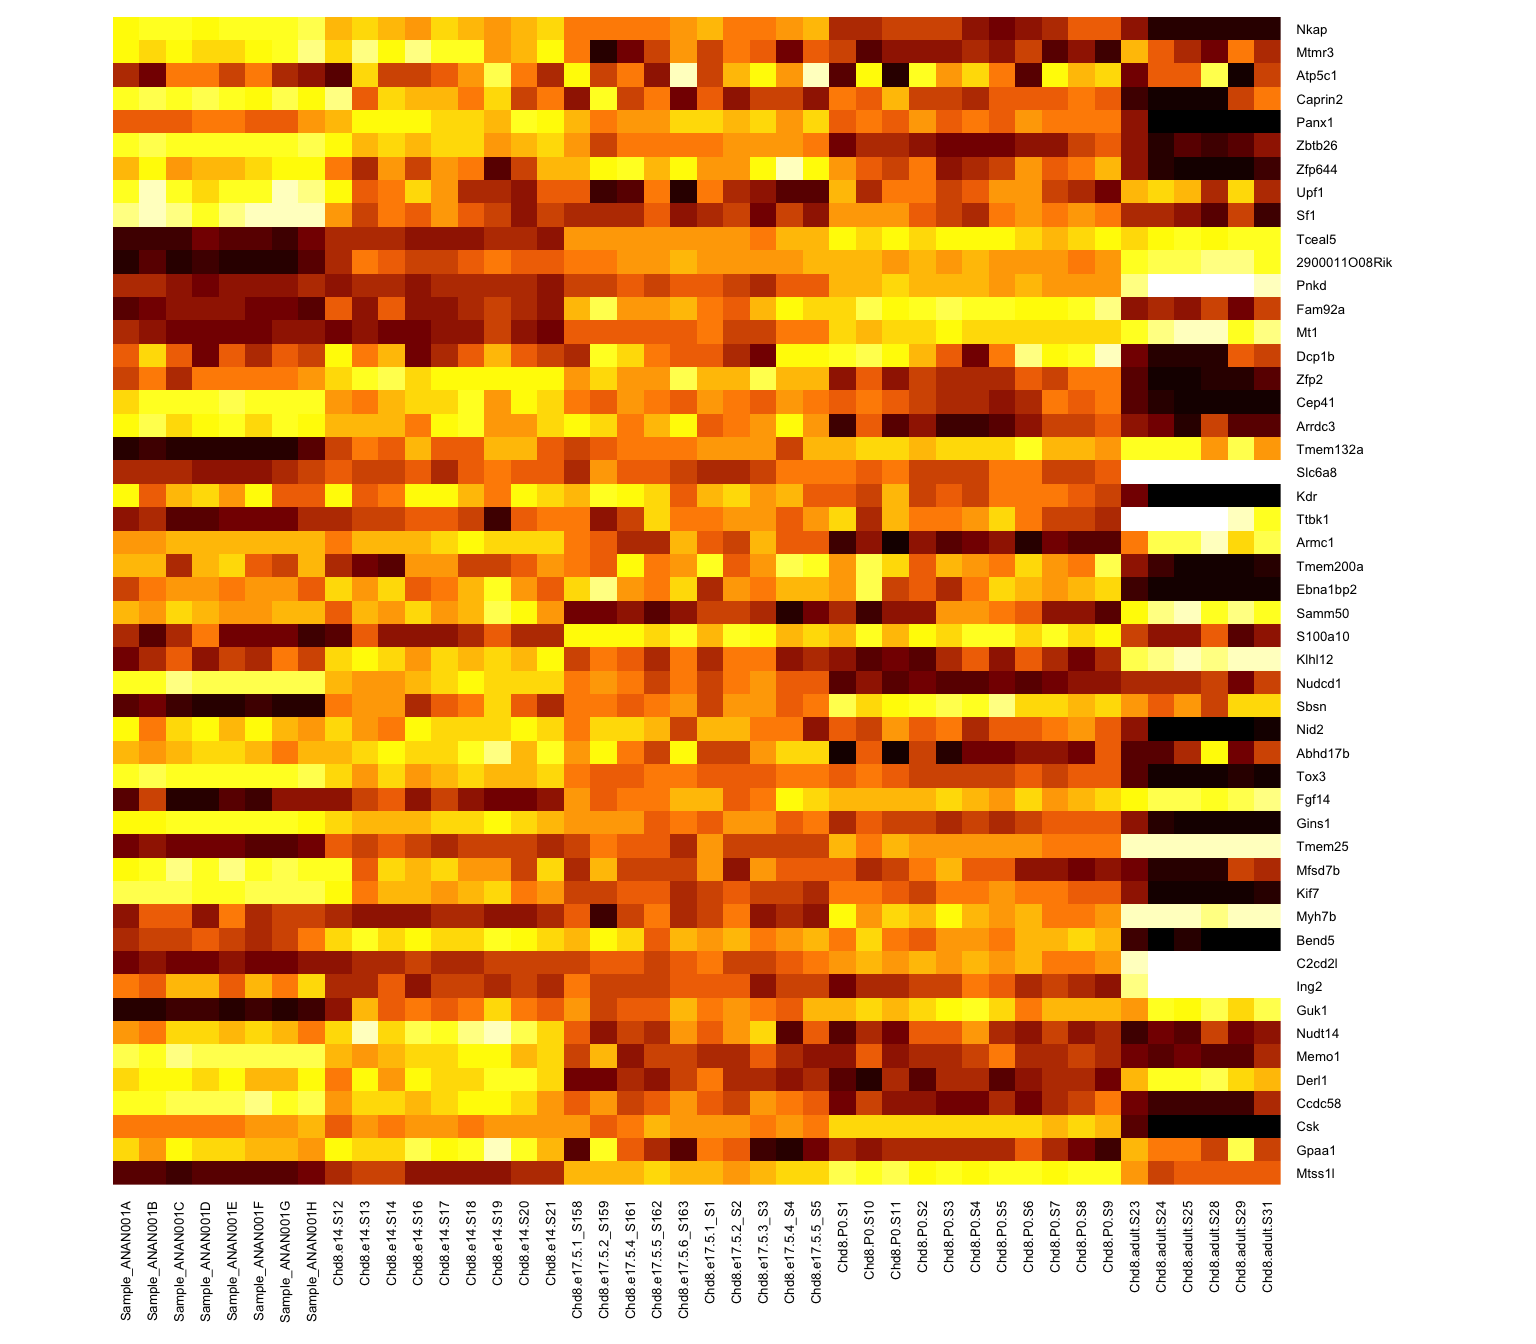 Nkap
Mtmr3
Atp5c1
Caprin2
Panx1
Zbtb26
Zfp644
Upf1
Sf1
Tceal5
2900011O08Rik
Pnkd
Fam92a
Mt1
Dcp1b
Zfp2
Cep41
Arrdc3
Tmem132a
Slc6a8
Kdr
Ttbk1
Armc1
Tmem200a
Ebna1bp2
Samm50
S100a10
Klhl12
Nudcd1
Sbsn
Nid2
Abhd17b
Tox3
Fgf14
Gins1
Tmem25
Mfsd7b
Kif7
Myh7b
Bend5
C2cd2l
Ing2
Guk1
Nudt14
Memo1
Derl1
Ccdc58
Csk
Gpaa1
Mtss1l
Sample_ANAN001A
Sample_ANAN001B
Sample_ANAN001C
Sample_ANAN001D
Sample_ANAN001E
Sample_ANAN001F
Sample_ANAN001G
Sample_ANAN001H
Chd8.e14.S12
Chd8.e14.S13
Chd8.e14.S14
Chd8.e14.S16
Chd8.e14.S17
Chd8.e14.S18
Chd8.e14.S19
Chd8.e14.S20
Chd8.e14.S21
Chd8.e17.5.1_S158
Chd8.e17.5.2_S159
Chd8.e17.5.4_S161
Chd8.e17.5.5_S162
Chd8.e17.5.6_S163
Chd8.e17.5.1_S1
Chd8.e17.5.2_S2
Chd8.e17.5.3_S3
Chd8.e17.5.4_S4
Chd8.e17.5.5_S5
Chd8.P0.S1
Chd8.P0.S10
Chd8.P0.S11
Chd8.P0.S2
Chd8.P0.S3
Chd8.P0.S4
Chd8.P0.S5
Chd8.P0.S6
Chd8.P0.S7
Chd8.P0.S8
Chd8.P0.S9
Chd8.adult.S23
Chd8.adult.S24
Chd8.adult.S25
Chd8.adult.S28
Chd8.adult.S29
Chd8.adult.S31